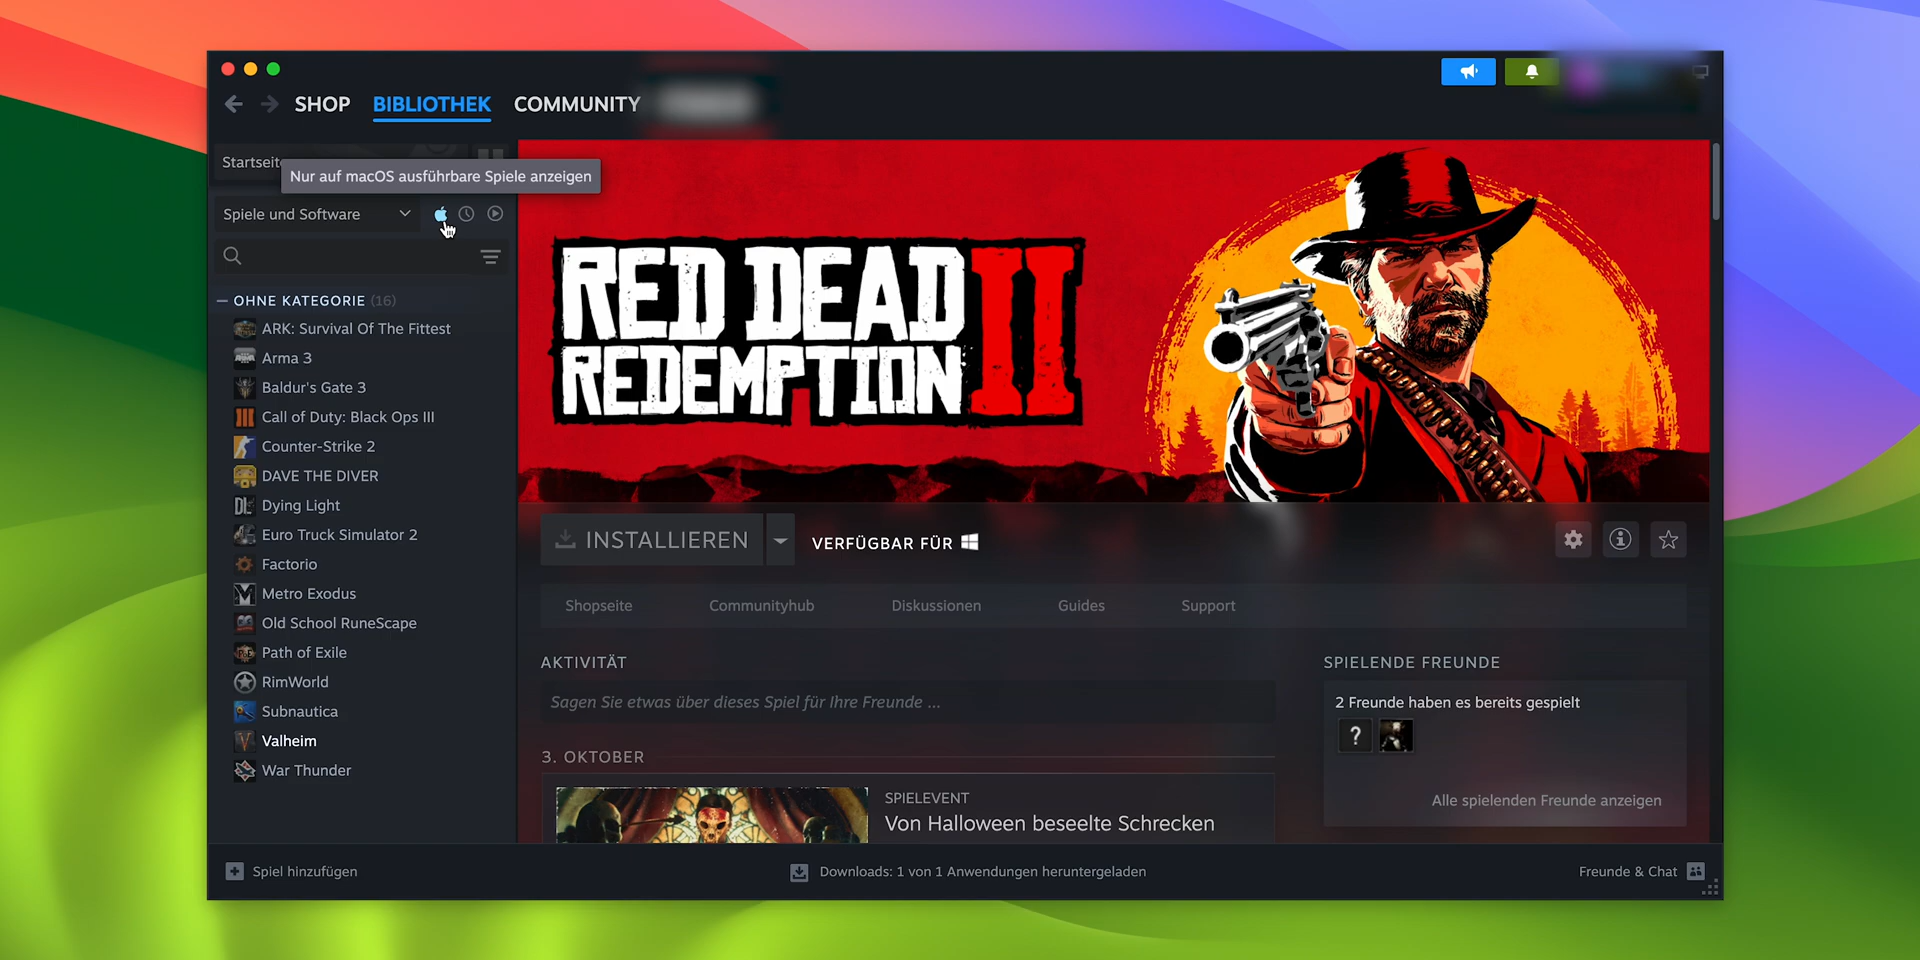 SHOP BIBLIOTHEK COMMUNITY
Startseit
Nur auf macOS ausführbare Spiele anzeigen
Spiele und Software
OHNE KATEGORIE (16)
ARK: Survival Of The Fittest
Arma 3
Baldur's Gate 3
Call of Duty: Black Ops III
Counter-Strike 2
DAVE THE DIVER
Dying Light
Euro Truck Simulator 2
Factorio
Metro Exodus
Old School RuneScape
Path of Exile
RimWorld
Subnautica
Valheim
War Thunder
RED DEAD
REDEMPTION II
INSTALLIEREN
VERFÜGBAR FÜR
Shopseite Communityhub Diskussionen Guides Support
AKTIVITÄT
Sagen Sie etwas über dieses Spiel für Ihre Freunde ...
3. OKTOBER
SPIELEVENT
Von Halloween beseelte Schrecken
SPIELENDE FREUNDE
2 Freunde haben es bereits gespielt
?
Alle spielenden Freunde anzeigen
Spiel hinzufügen
Downloads: 1 von 1 Anwendungen heruntergeladen
Freunde & Chat